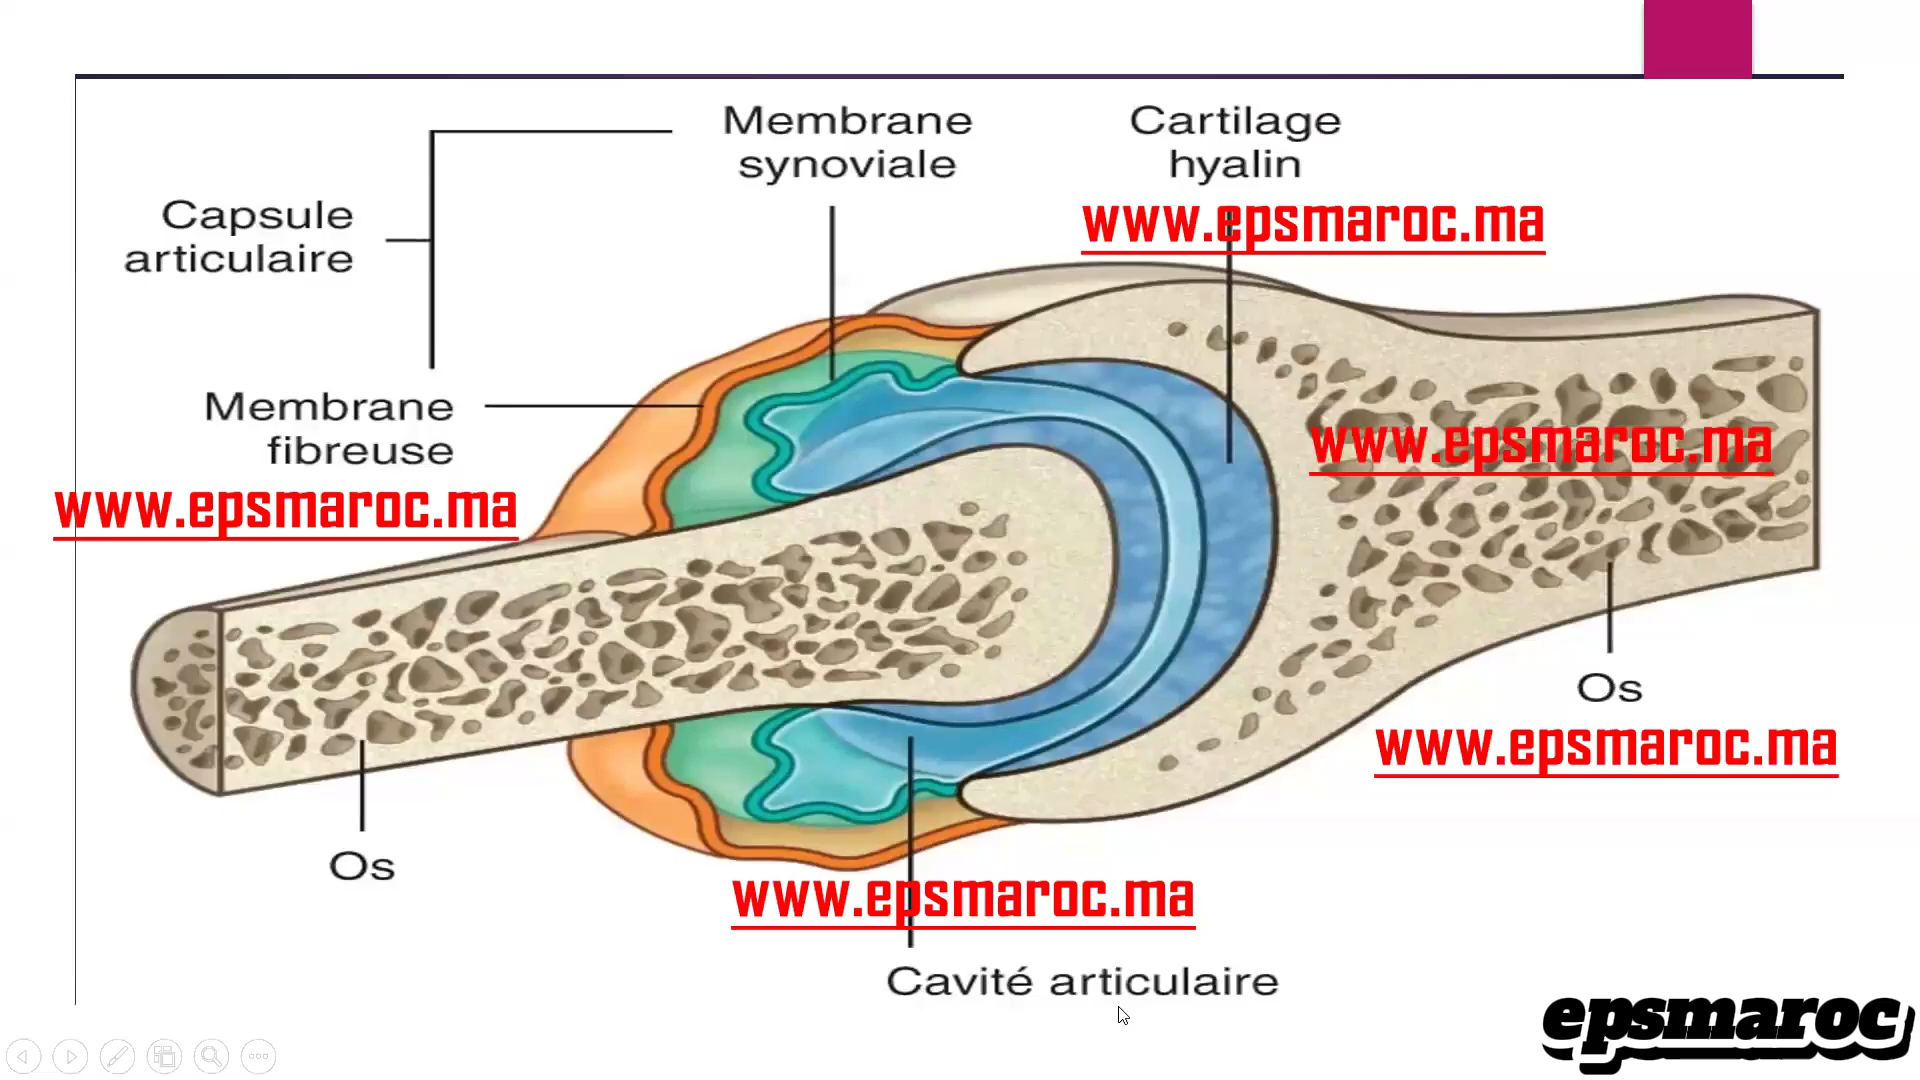 Membrane
synoviale
Cartilage
hyalin
www.epsmaroc.ma
Capsule
articulaire
Membrane
fibreuse
www.epsmaroc.ma
www.epsmaroc.ma
Os
www.epsmaroc.ma
Os
www.epsmaroc.ma
Cavité articulaire
epsmaroc